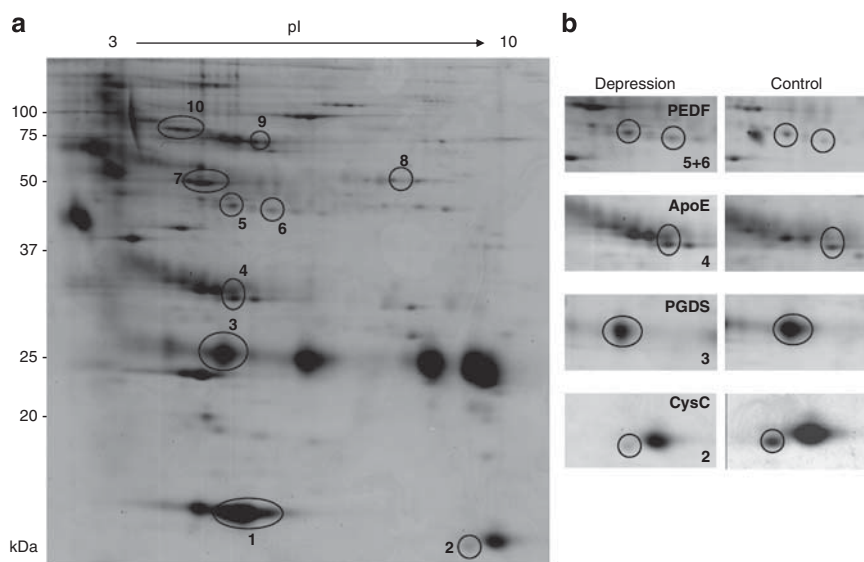 a
pI
3
10
100 -
75 -
50 -
37 -
25 -
20 -
kDa
10
9
8
7
5
6
4
3
1
2
b
Depression
Control
PEDF
5+6
ApoE
4
PGDS
3
CysC
2